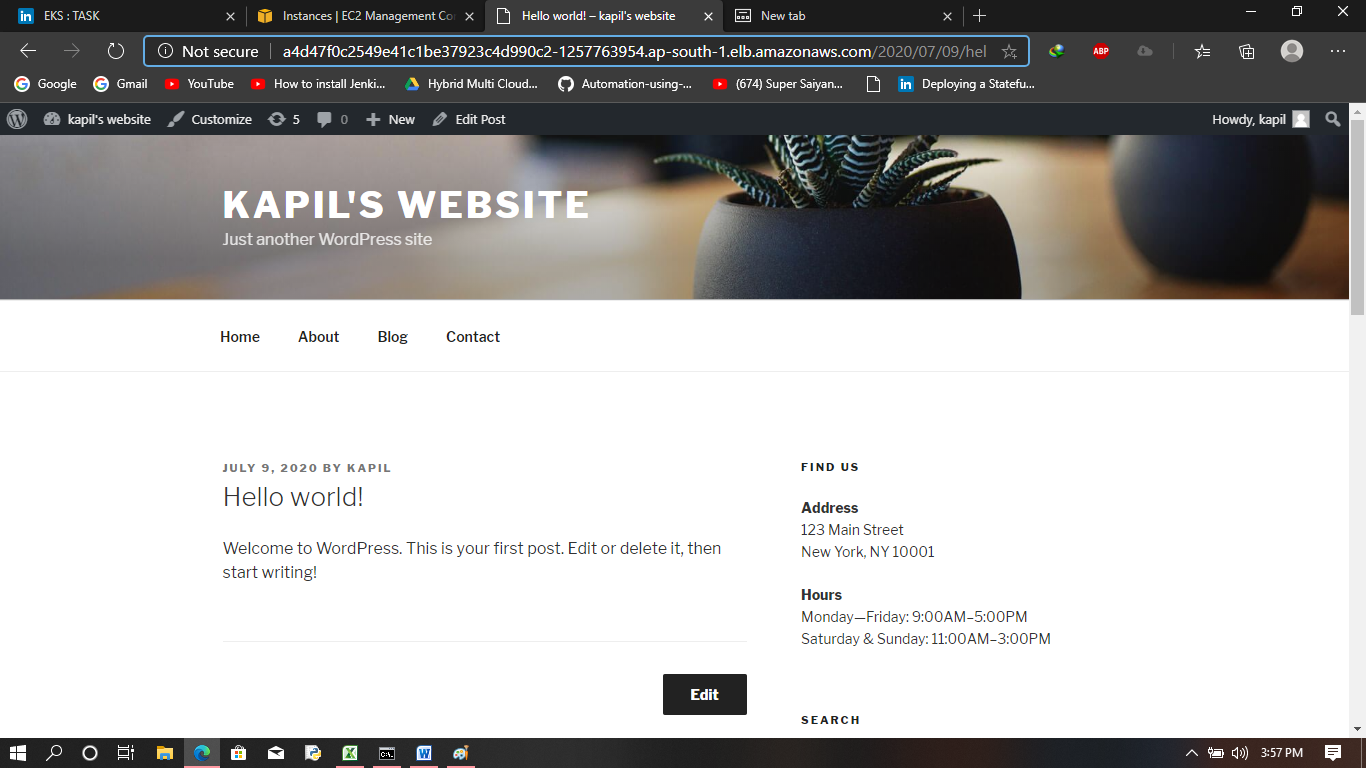 EKS : TASK
Instances | EC2 Management Co
Hello world! – kapil's website
New tab
Not secure
a4d47f0c2549e41c1be37923c4d990c2-1257763954.ap-south-1.elb.amazonaws.com/2020/07/09/hel
ABP
Google
Gmail
YouTube
How to install Jenki...
Hybrid Multi Cloud...
Automation-using-...
(674) Super Saiyan...
Deploying a Statefu...
kapil's website
Customize
5
0
New
Edit Post
Howdy, kapil
KAPIL'S WEBSITE
Just another WordPress site
Home
About
Blog
Contact
JULY 9, 2020 BY KAPIL
Hello world!
Welcome to WordPress. This is your first post. Edit or delete it, then
start writing!
Edit
FIND US
Address
123 Main Street
New York, NY 10001
Hours
Monday—Friday: 9:00AM–5:00PM
Saturday & Sunday: 11:00AM–3:00PM
SEARCH
3:57 PM